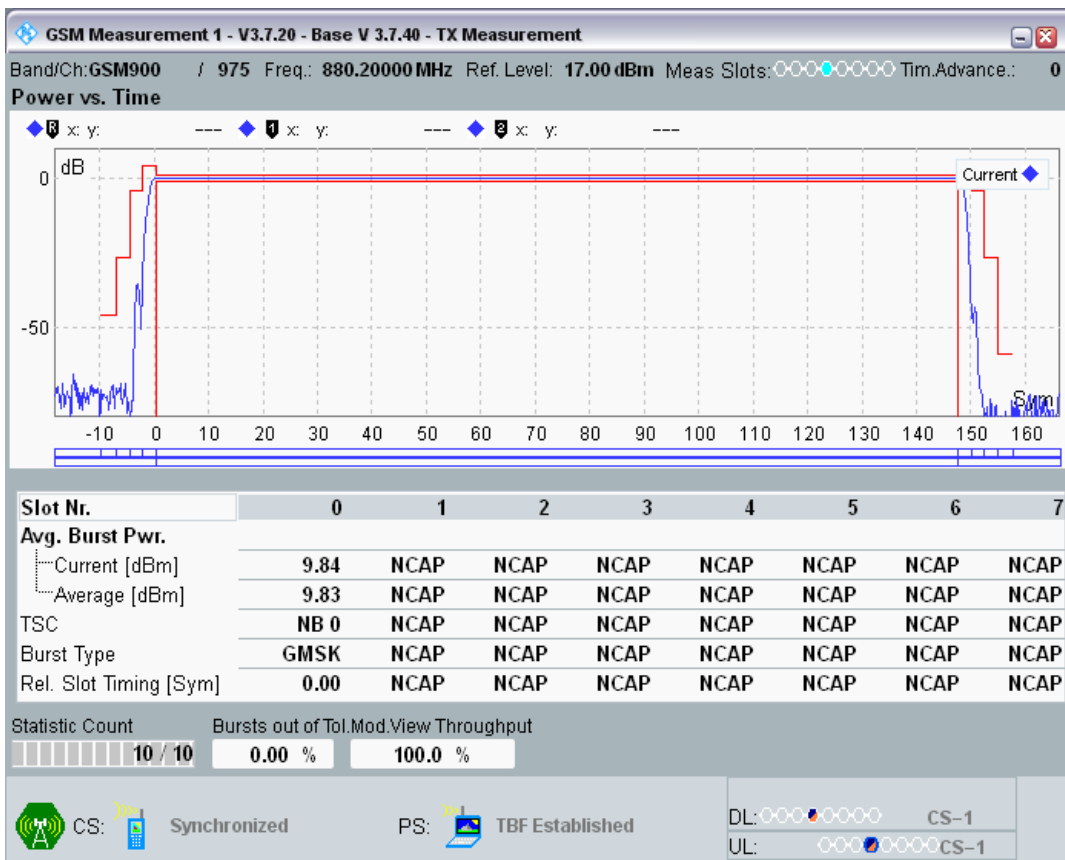 GSM Measurement 1 - V3.7.20 - Base V 3.7.40 - TX Measurement
Band/Ch:GSM900 / 975 Freq.: 880.20000 MHz Ref. Level: 17.00 dBm Meas Slots: Tim.Advance.: 0
Power vs. Time
R x: y: --- 1 x: y: --- 2 x: y: ---
dB
Current
0
-50
Sym
-10 0 10 20 30 40 50 60 70 80 90 100 110 120 130 140 150 160
Slot Nr. 0 1 2 3 4 5 6 7
Avg. Burst Pwr.
Current [dBm] 9.84 NCAP NCAP NCAP NCAP NCAP NCAP NCAP
Average [dBm] 9.83 NCAP NCAP NCAP NCAP NCAP NCAP NCAP
TSC NB 0 NCAP NCAP NCAP NCAP NCAP NCAP NCAP
Burst Type GMSK NCAP NCAP NCAP NCAP NCAP NCAP NCAP
Rel. Slot Timing [Sym] 0.00 NCAP NCAP NCAP NCAP NCAP NCAP NCAP
Statistic Count Bursts out of Tol.Mod.View Throughput
10 / 10 0.00 % 100.0 %
CS: Synchronized PS: TBF Established
DL: CS-1
UL: CS-1